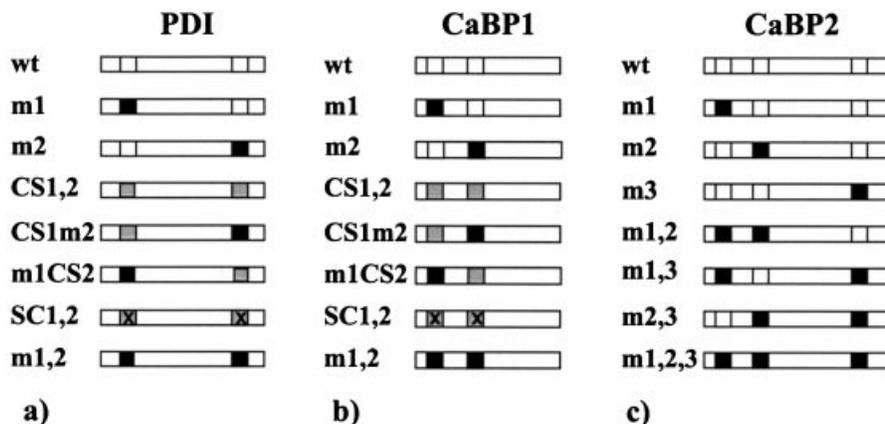 PDI CaBP1 CaBP2
wt wt wt
m1 m1 m1
m2 m2 m2
CS1,2 CS1,2 m3
CS1m2 CS1m2 m1,2
m1CS2 m1CS2 m1,3
SC1,2 X X SC1,2 X X m2,3
m1,2 m1,2 m1,2,3
a) b) c)